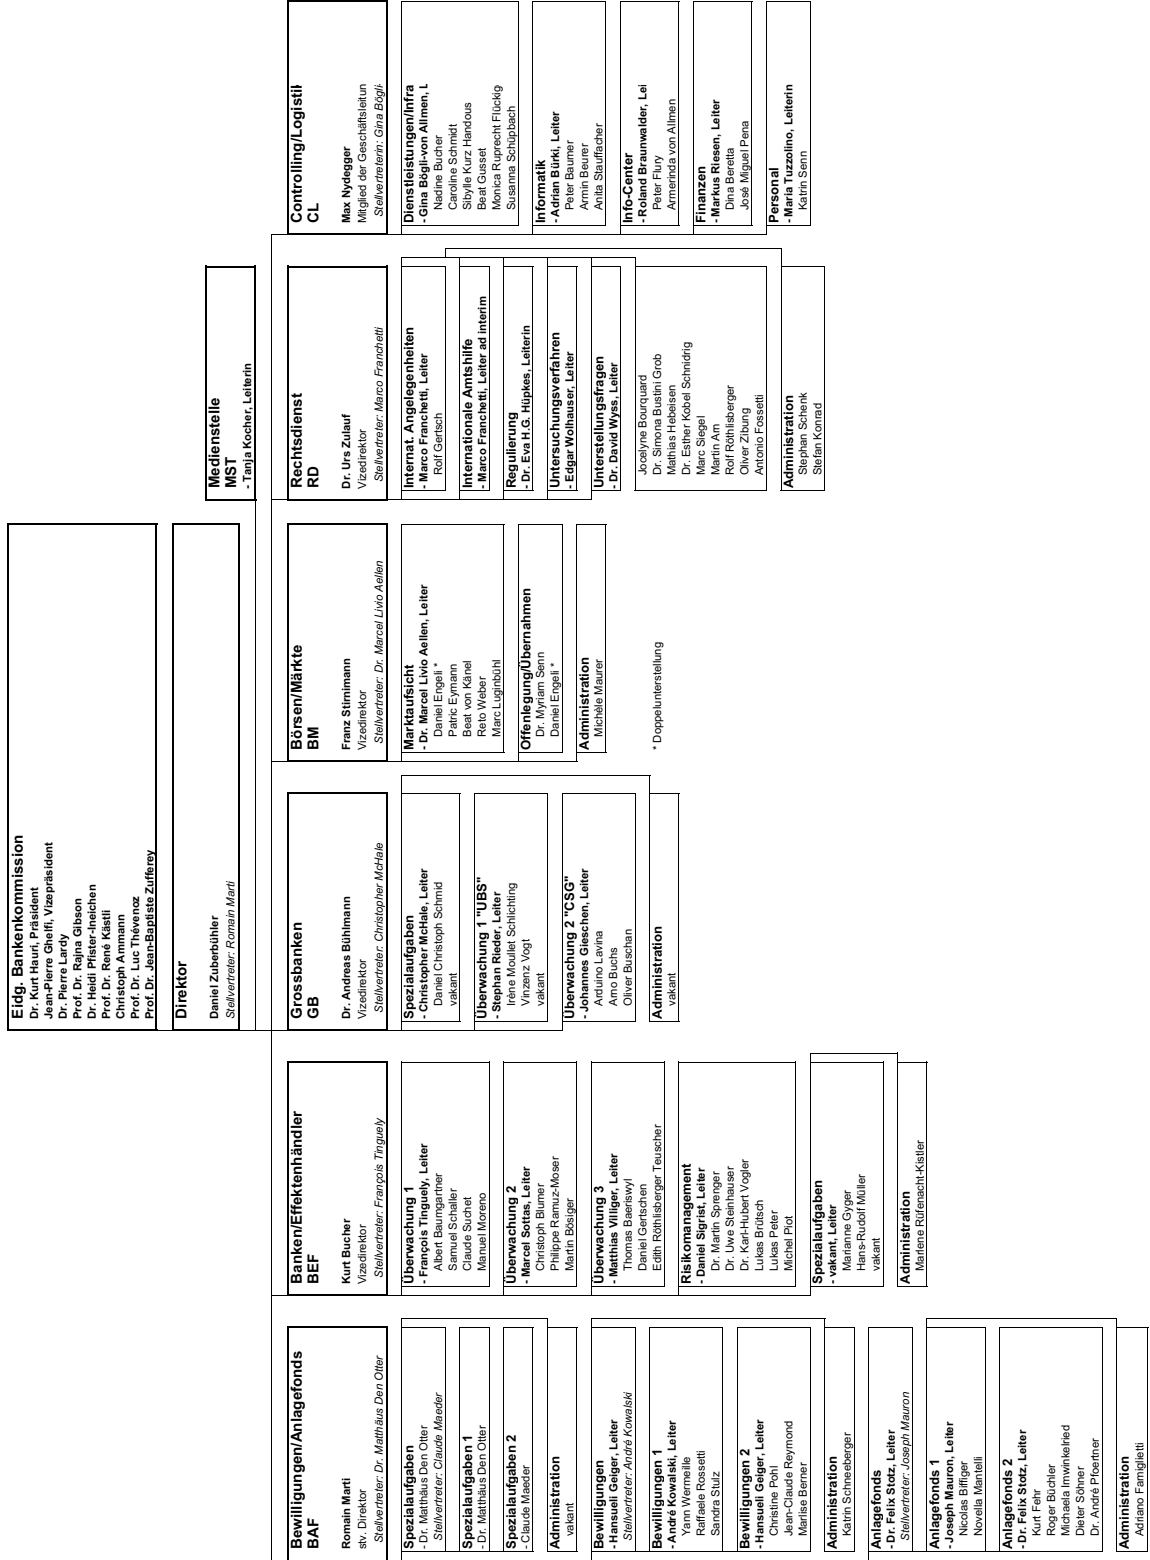 Eidg. Bankenkommission
Dr. Kurt Hauri, Präsident
Jean-Pierre Ghelfi, Vizepräsident
Dr. Pierre Lardy
Prof. Dr. Rajna Gibson
Dr. Heidi Pfister-Ineichen
Prof. Dr. René Kästli
Christoph Ammann
Prof. Dr. Luc Thévenoz
Prof. Dr. Jean-Baptiste Zufferey
Direktor
Daniel Zuberbühler
Stellvertreter: Romain Marti
Medienstelle
MST
- Tanja Kocher, Leiterin
Bewilligungen/Anlagefonds
BAF
Romain Marti
stv. Direktor
Stellvertreter: Dr. Matthäus Den Otter
Spezialaufgaben
- Dr. Matthäus Den Otter
Stellvertreter: Claude Maeder
Spezialaufgaben 1
- Dr. Matthäus Den Otter
Spezialaufgaben 2
- Claude Maeder
Administration
vakant
Bewilligungen
- Hansueli Geiger, Leiter
Stellvertreter: André Kowalski
Bewilligungen 1
- André Kowalski, Leiter
Yann Wermeille
Raffaele Rossetti
Sandra Stulz
Bewilligungen 2
- Hansueli Geiger, Leiter
Christine Pohl
Jean-Claude Reymond
Marlise Berner
Administration
Katrin Schneeberger
Anlagefonds
- Dr. Felix Stotz, Leiter
Stellvertreter: Joseph Mauron
Anlagefonds 1
- Joseph Mauron, Leiter
Nicolas Biffiger
Novella Mantelli
Anlagefonds 2
- Dr. Felix Stotz, Leiter
Kurt Fehr
Roger Büchler
Michaela Imwinkelried
Dieter Söhner
Dr. André Pfoertner
Administration
Adriano Famiglietti
Banken/Effektenhändler
BEF
Kurt Bucher
Vizedirektor
Stellvertreter: François Tinguely
Überwachung 1
- François Tinguely, Leiter
Albert Baumgartner
Samuel Schaller
Claude Suchet
Manuel Moreno
Überwachung 2
- Marcel Sottas, Leiter
Christoph Blumer
Philippe Ramuz-Moser
Martin Bösiger
Überwachung 3
- Matthias Villiger, Leiter
Thomas Baeriswyl
Daniel Gertschen
Edith Röthlisberger Teuscher
Risikomanagement
- Daniel Sigrist, Leiter
Dr. Martin Sprenger
Dr. Uwe Steinhauser
Dr. Karl-Hubert Vogler
Lukas Brütsch
Lukas Peter
Michel Piot
Spezialaufgaben
- vakant, Leiter
Marianne Gyger
Hans-Rudolf Müller
vakant
Administration
Marlene Rüfenacht-Kistler
Grossbanken
GB
Dr. Andreas Bühlmann
Vizedirektor
Stellvertreter: Christopher McHale
Spezialaufgaben
- Christopher McHale, Leiter
Daniel Christoph Schmid
vakant
Überwachung 1 "UBS"
- Stephan Rieder, Leiter
Irène Moullet Schlichting
Vinzenz Vogt
vakant
Überwachung 2 "CSG"
- Johannes Gieschen, Leiter
Arduino Lavina
Arno Buchs
Oliver Buschan
Administration
vakant
Börsen/Märkte
BM
Franz Stirnimann
Vizedirektor
Stellvertreter: Dr. Marcel Livio Aellen
Marktaufsicht
- Dr. Marcel Livio Aellen, Leiter
Daniel Engeli *
Patric Eymann
Beat von Känel
Reto Weber
Marc Luginbühl
Offenlegung/Übernahmen
Dr. Myriam Senn
Daniel Engeli *
Administration
Michèle Maurer
* Doppelunterstellung
Rechtsdienst
RD
Dr. Urs Zulauf
Vizedirektor
Stellvertreter: Marco Franchetti
Internat. Angelegenheiten
- Marco Franchetti, Leiter
Rolf Gertsch
Internationale Amtshilfe
- Marco Franchetti, Leiter ad interim
Regulierung
- Dr. Eva H.G. Hüpkes, Leiterin
Untersuchungsverfahren
- Edgar Wolhauser, Leiter
Unterstellungsfragen
- Dr. David Wyss, Leiter
Jocelyne Bourquard
Dr. Simona Bustini Grob
Mathias Hebeisen
Dr. Esther Kobel Schnidrig
Marc Siegel
Martin Arn
Rolf Röthlisberger
Oliver Zibung
Antonio Fossetti
Administration
Stephan Schenk
Stefan Konrad
Controlling/Logistik
CL
Max Nydegger
Mitglied der Geschäftsleitun
Stellvertreterin: Gina Bögli-
Dienstleistungen/Infra
- Gina Bögli-von Allmen, L
Nadine Bucher
Caroline Schmidt
Sibylle Kurz Handous
Beat Gusset
Monica Ruprecht Flückig
Susanna Schüpbach
Informatik
- Adrian Bürki, Leiter
Peter Baumer
Armin Beurer
Anita Stauffacher
Info-Center
- Roland Braunwalder, Lei
Peter Flury
Armerinda von Allmen
Finanzen
- Markus Riesen, Leiter
Dina Beretta
José Miguel Pena
Personal
- Maria Tuzzolino, Leiterin
Katrin Senn